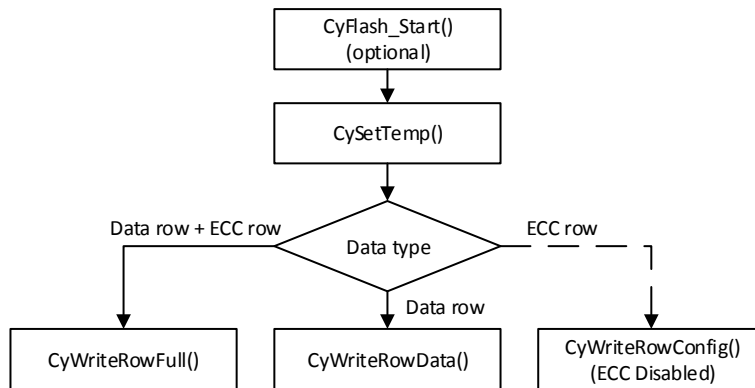 CyFlash_Start()
(optional)
CySetTemp()
Data row + ECC row
ECC row
Data type
Data row
CyWriteRowFull()
CyWriteRowData()
CyWriteRowConfig()
(ECC Disabled)